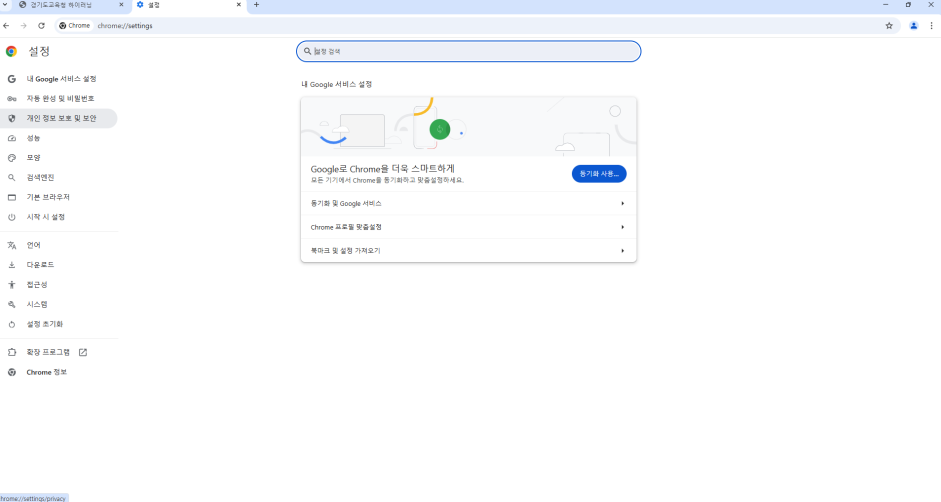 경기도교육청 하이러닝
설정
Chrome
chrome://settings
설정
설정 검색
내 Google 서비스 설정
자동 완성 및 비밀번호
개인 정보 보호 및 보안
성능
모양
검색엔진
기본 브라우저
시작 시 설정
언어
다운로드
접근성
시스템
설정 초기화
확장 프로그램
Chrome 정보
내 Google 서비스 설정
Google로 Chrome을 더욱 스마트하게
모든 기기에서 Chrome을 동기화하고 맞춤설정하세요.
동기화 사용...
동기화 및 Google 서비스
Chrome 프로필 맞춤설정
북마크 및 설정 가져오기
hrome://settings/privacy